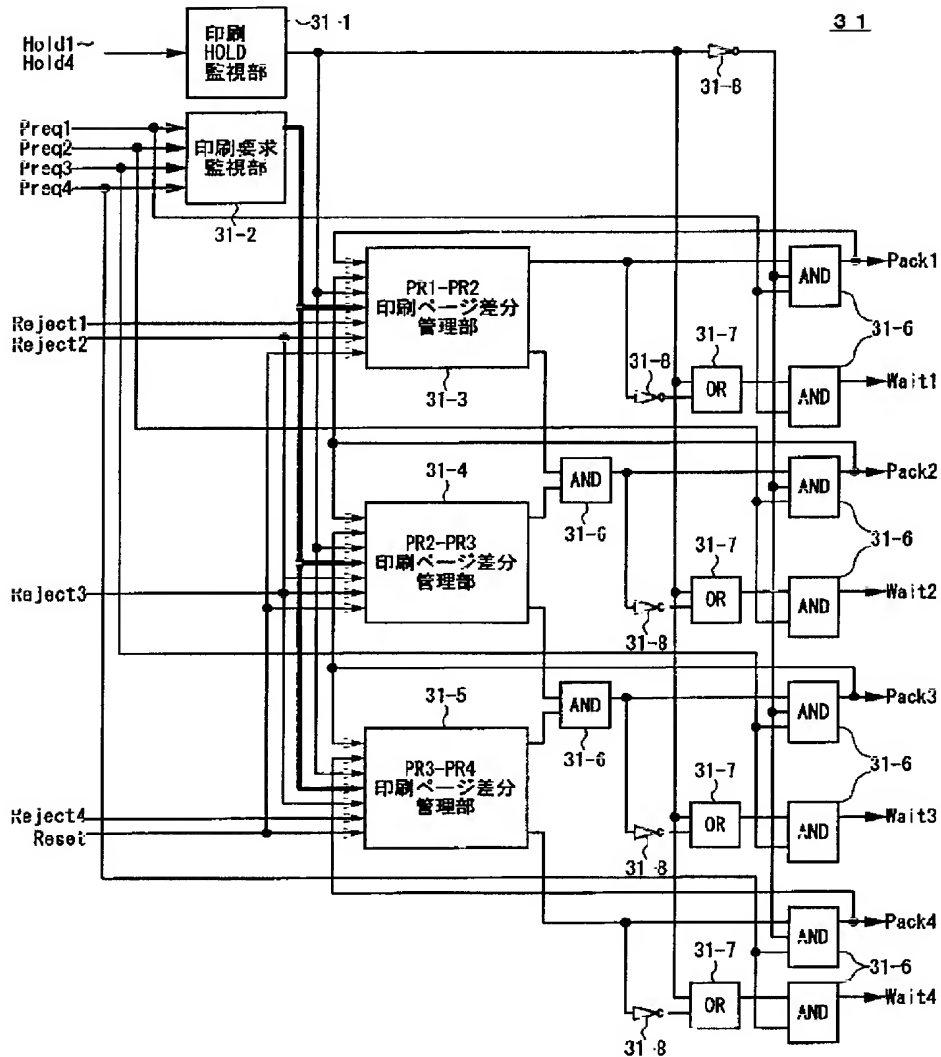 31
31-1
Hold1~
Hold4
印刷
HOLD
監視部
31-8
Preq1
Preq2
Preq3
Preq4
印刷要求
監視部
31-2
PR1-PR2
印刷ページ差分
管理部
31-3
Reject1
Reject2
AND
Pack1
31-6
31-8
31-7
OR
AND
Wait1
31-4
PR2-PR3
印刷ページ差分
管理部
AND
31-6
AND
Pack2
31-6
31-7
OR
31-8
AND
Wait2
Reject3
31-5
PR3-PR4
印刷ページ差分
管理部
AND
31-6
AND
Pack3
31-6
31-7
OR
31-8
AND
Wait3
Reject4
Reset
AND
Pack4
31-6
31-7
OR
31-8
AND
Wait4